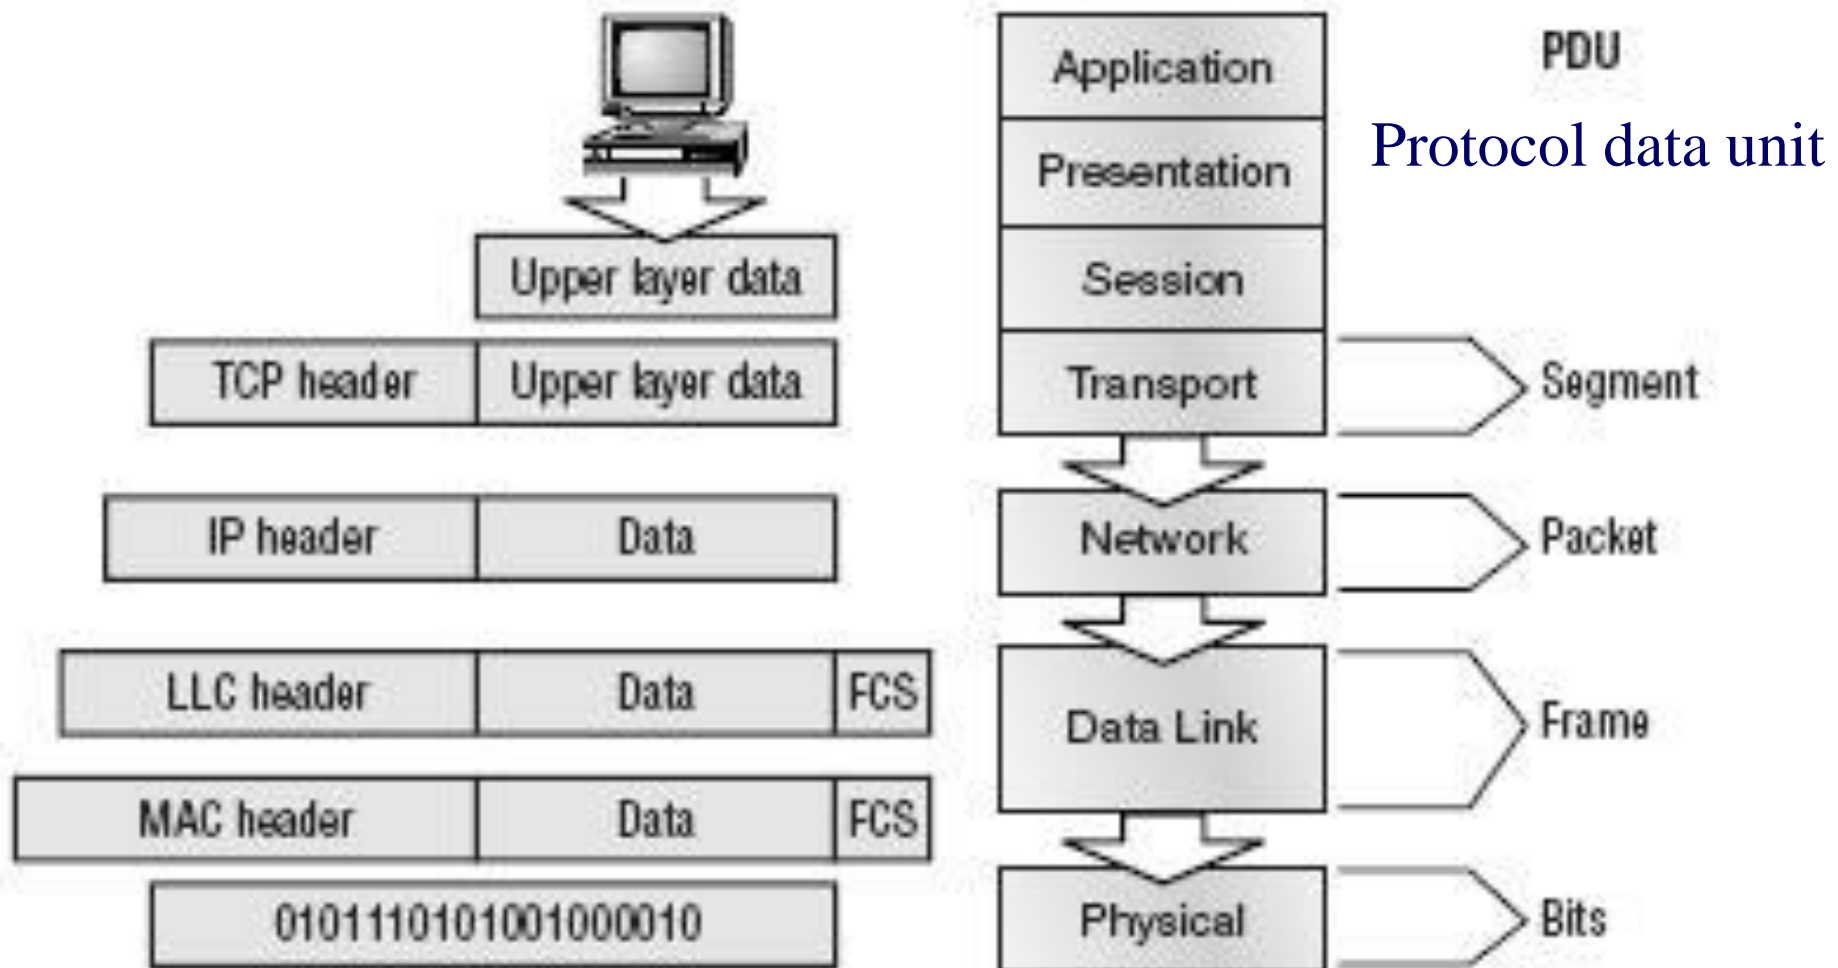 Application
PDU
Protocol data unit
Presentation
Upper layer data
Session
TCP header
Upper layer data
Transport
Segment
IP header
Data
Network
Packet
LLC header
Data
FCS
Data Link
Frame
MAC header
Data
FCS
0101110101001000010
Physical
Bits